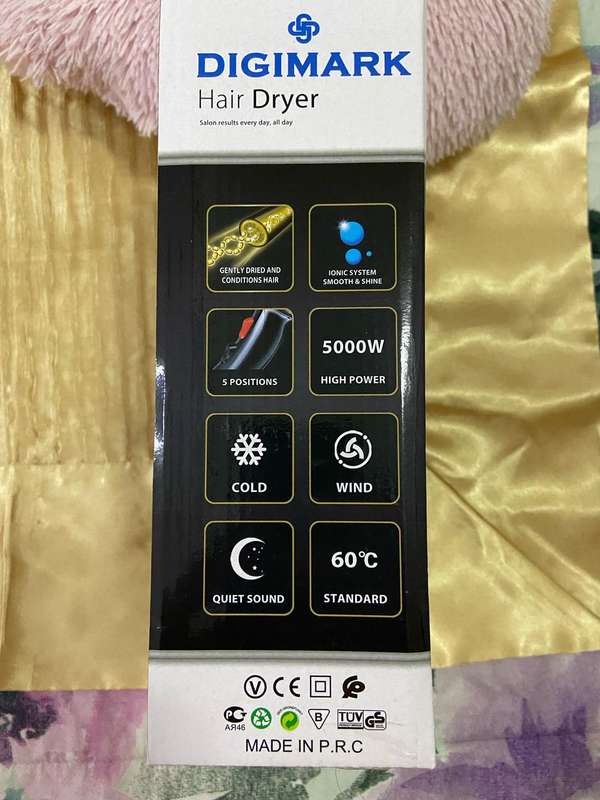 DIGIMARK
Hair Dryer
Salon results every day, all day
GENTLY DRIED AND
CONDITIONS HAIR
IONIC SYSTEM
SMOOTH & SHINE
5 POSITIONS
5000W
HIGH POWER
COLD
WIND
QUIET SOUND
60℃
STANDARD
V CE
АЯ46
B
TÜV GS
MADE IN P.R.C